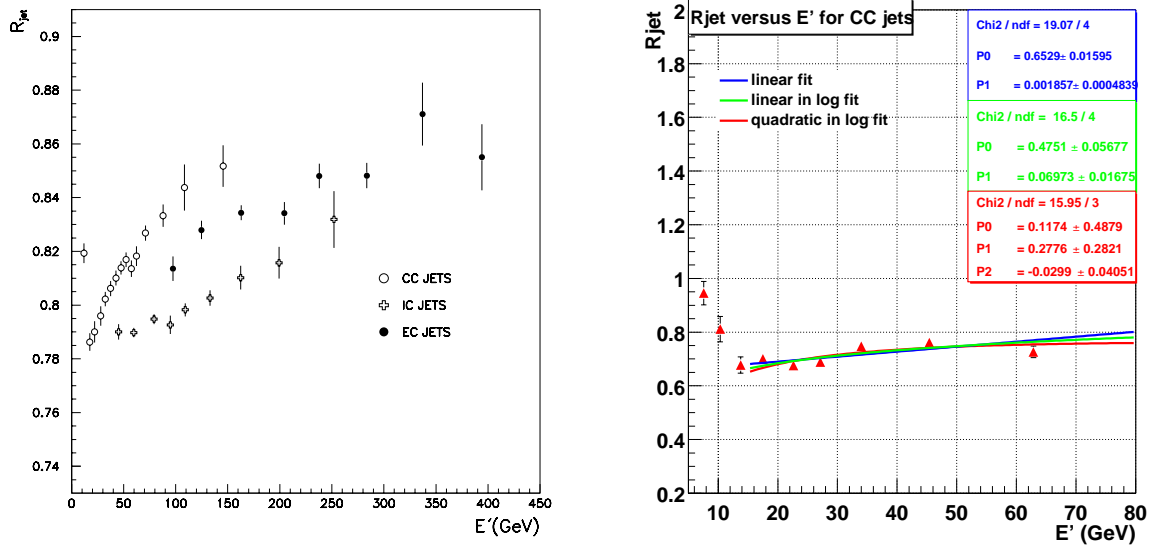 R_jet
0.9
0.88
0.86
0.84
0.82
0.8
0.78
0.76
0.74
CC JETS
IC JETS
EC JETS
0 50 100 150 200 250 300 350 400 450
E´(GeV)
Rjet versus E’ for CC jets
Rjet
2
1.8
1.6
1.4
1.2
1
0.8
0.6
0.4
0.2
linear fit
linear in log fit
quadratic in log fit
Chi2 / ndf = 19.07 / 4
P0 = 0.6529± 0.01595
P1 = 0.001857± 0.0004839
Chi2 / ndf = 16.5 / 4
P0 = 0.4751 ± 0.05677
P1 = 0.06973 ± 0.01675
Chi2 / ndf = 15.95 / 3
P0 = 0.1174 ± 0.4879
P1 = 0.2776 ± 0.2821
P2 = -0.0299 ± 0.04051
10 20 30 40 50 60 70 80
E’ (GeV)